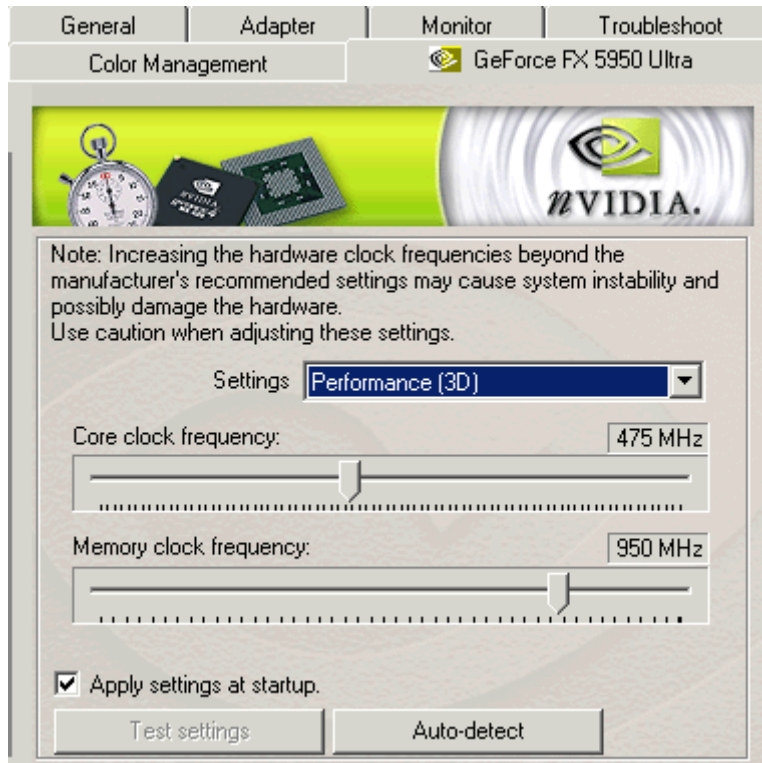 General Adapter Monitor Troubleshoot
Color Management GeForce FX 5950 Ultra
nVIDIA.
Note: Increasing the hardware clock frequencies beyond the
manufacturer's recommended settings may cause system instability and
possibly damage the hardware.
Use caution when adjusting these settings.
Settings Performance (3D)
Core clock frequency: 475 MHz
Memory clock frequency: 950 MHz
Apply settings at startup.
Test settings Auto-detect